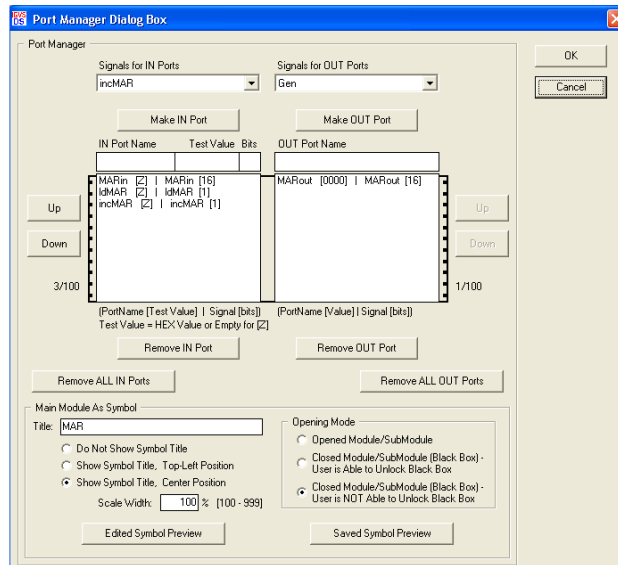 IGVS DS Port Manager Dialog Box
Port Manager
Signals for IN Ports Signals for OUT Ports
incMAR Gen
OK
Cancel
Make IN Port Make OUT Port
IN Port Name Test Value Bits OUT Port Name
MARin [Z] | MARin [16] MARout [0000] | MARout [16]
ldMAR [Z] | ldMAR [1]
incMAR [Z] | incMAR [1]
Up Up
Down Down
3/100 1/100
(PortName [Test Value] | Signal [bits]) (PortName [Value] | Signal [bits])
Test Value = HEX Value or Empty for [Z]
Remove IN Port Remove OUT Port
Remove ALL IN Ports Remove ALL OUT Ports
Main Module As Symbol
Title: MAR
Do Not Show Symbol Title
Show Symbol Title, Top-Left Position
Show Symbol Title, Center Position
Scale Width: 100 % [100 - 999]
Opening Mode
Opened Module/SubModule
Closed Module/SubModule (Black Box) -
User is Able to Unlock Black Box
Closed Module/SubModule (Black Box) -
User is NOT Able to Unlock Black Box
Edited Symbol Preview Saved Symbol Preview